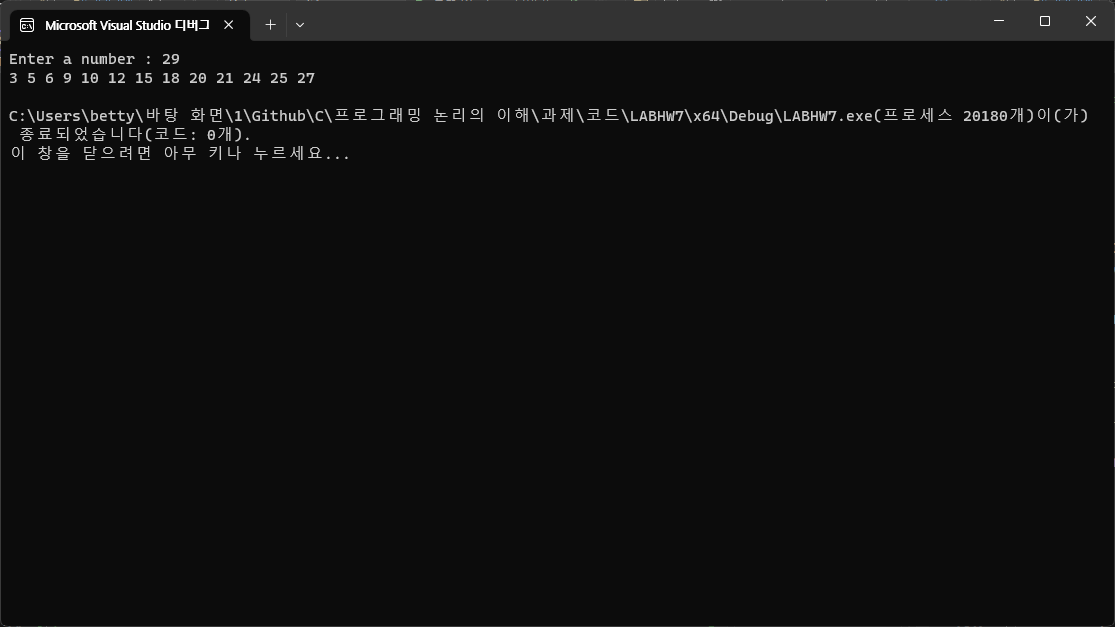 Microsoft Visual Studio 디버그
Enter a number : 29
3 5 6 9 10 12 15 18 20 21 24 25 27
C:\Users\betty\바탕 화면\1\Github\C\프로그래밍 논리의 이해\과제\코드\LABHW7\x64\Debug\LABHW7.exe(프로세스 20180개)이(가)
종료되었습니다(코드: 0개).
이 창을 닫으려면 아무 키나 누르세요...